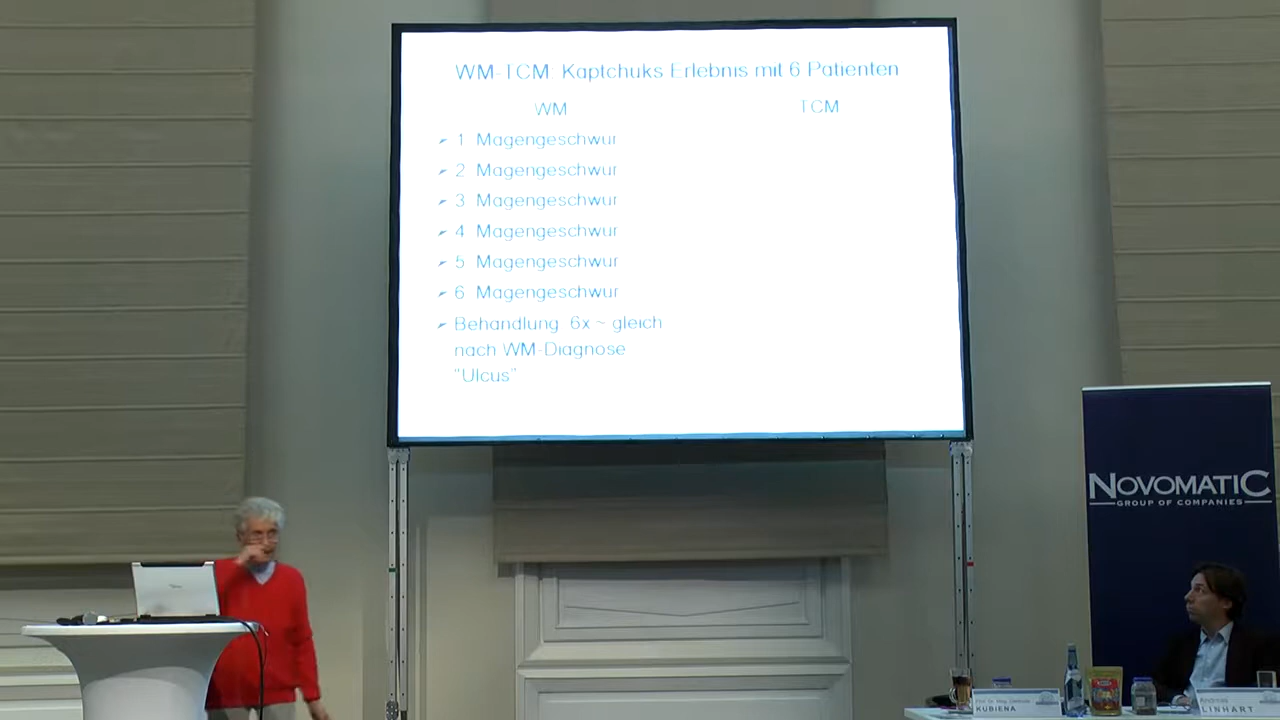 WM-TCM: Kaptchuks Erlebnis mit 6 Patienten
WM
TCM
1 Magengeschwür
2 Magengeschwür
3 Magengeschwür
4 Magengeschwür
5 Magengeschwür
6 Magengeschwür
Behandlung 6x ~ gleich
nach WM-Diagnose
"Ulcus"
NOVOMATIC
GROUP OF COMPANIES
KUBIENA
LINHART